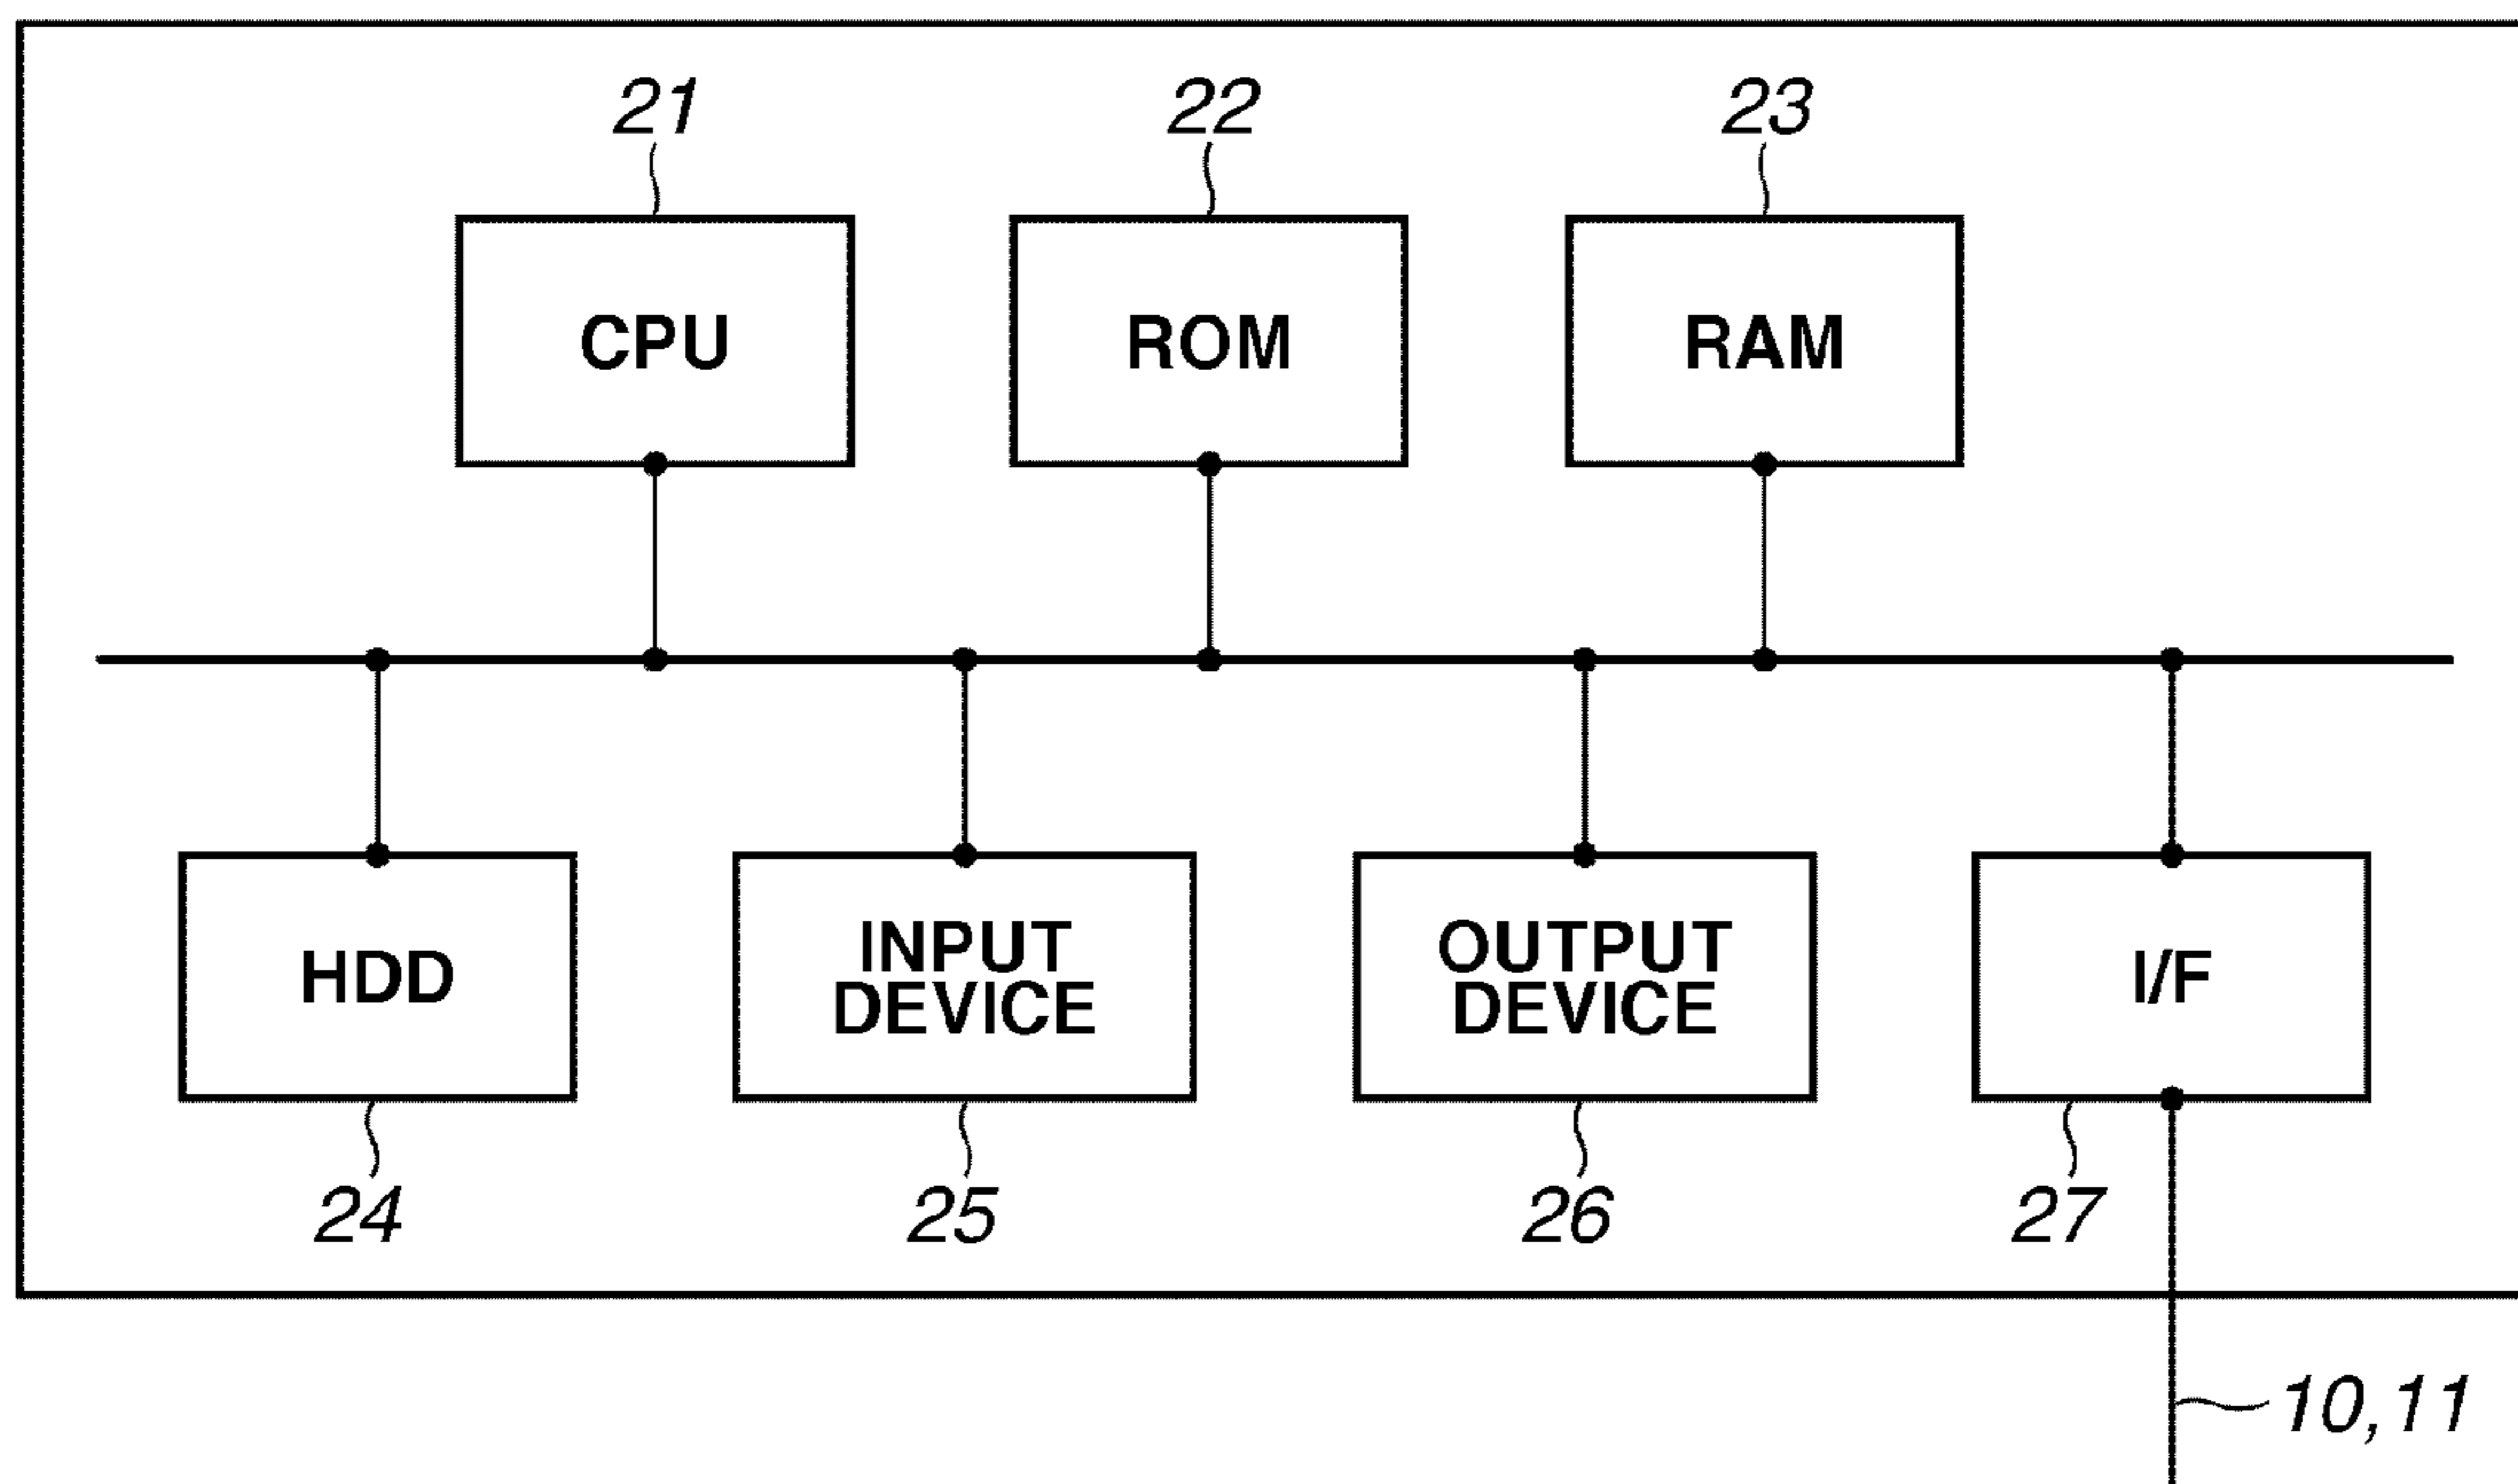 21
22
23
CPU
ROM
RAM
HDD
INPUT
DEVICE
OUTPUT
DEVICE
I/F
24
25
26
27
10,11